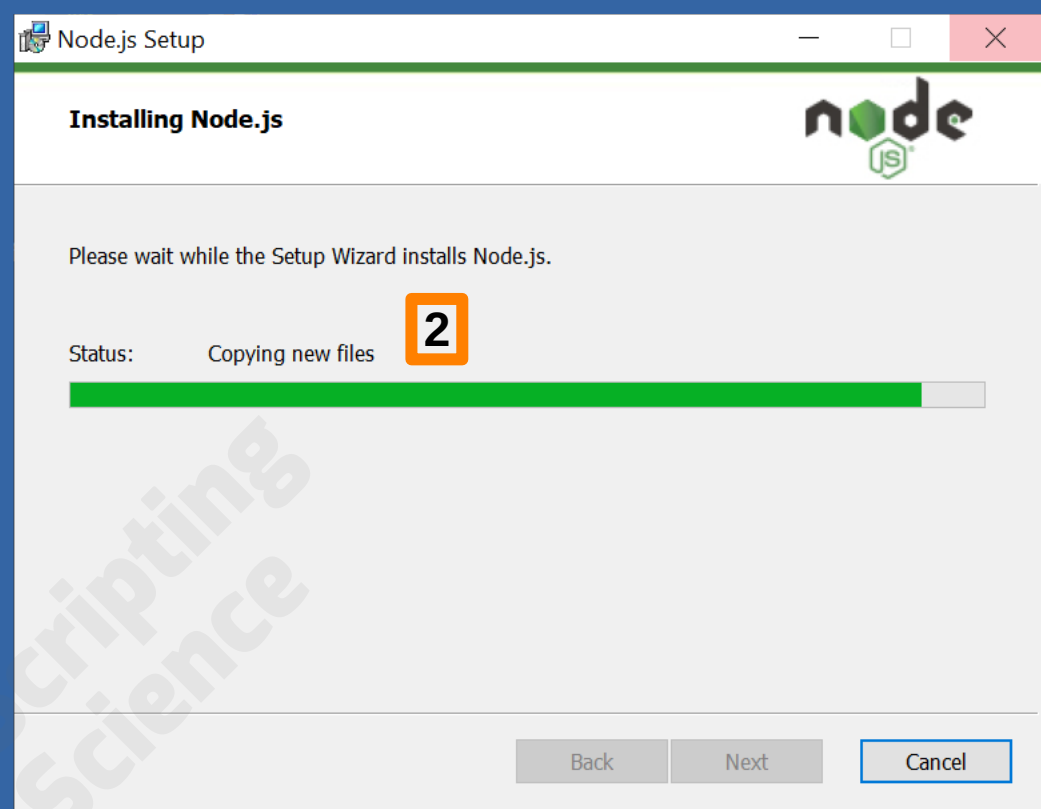 Node.js Setup
Installing Node.js
node
JS
Please wait while the Setup Wizard installs Node.js.
2
Status: Copying new files
Scripting
Science
Back Next Cancel